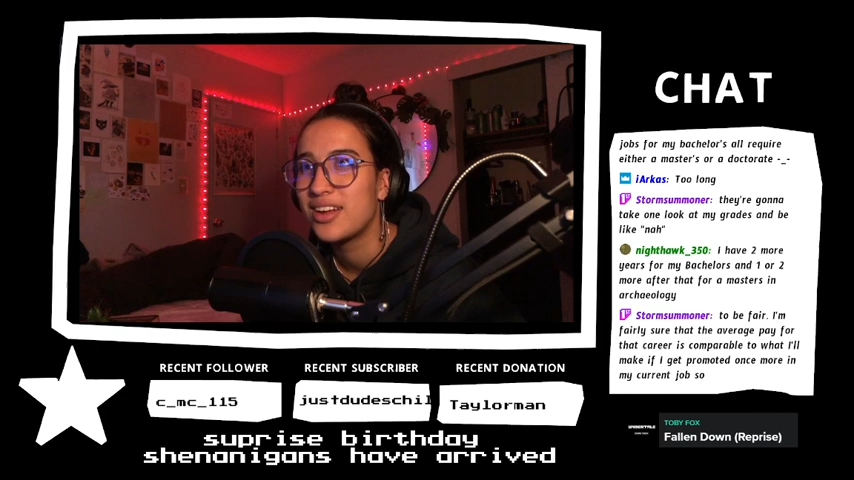 CHAT
jobs for my bachelor's all require
either a master's or a doctorate -_-
iArkas: Too long
Stormsummoner: they're gonna
take one look at my grades and be
like "nah"
nighthawk_350: I have 2 more
years for my Bachelors and 1 or 2
more after that for a masters in
archaeology
Stormsummoner: to be fair. I'm
fairly sure that the average pay for
that career is comparable to what I'll
make if I get promoted once more in
my current job so
RECENT FOLLOWER
c_mc_115
RECENT SUBSCRIBER
justdudeschil
RECENT DONATION
Taylorman
suprise birthday
shenanigans have arrived
UNDERTALE
TOBY FOX
Fallen Down (Reprise)